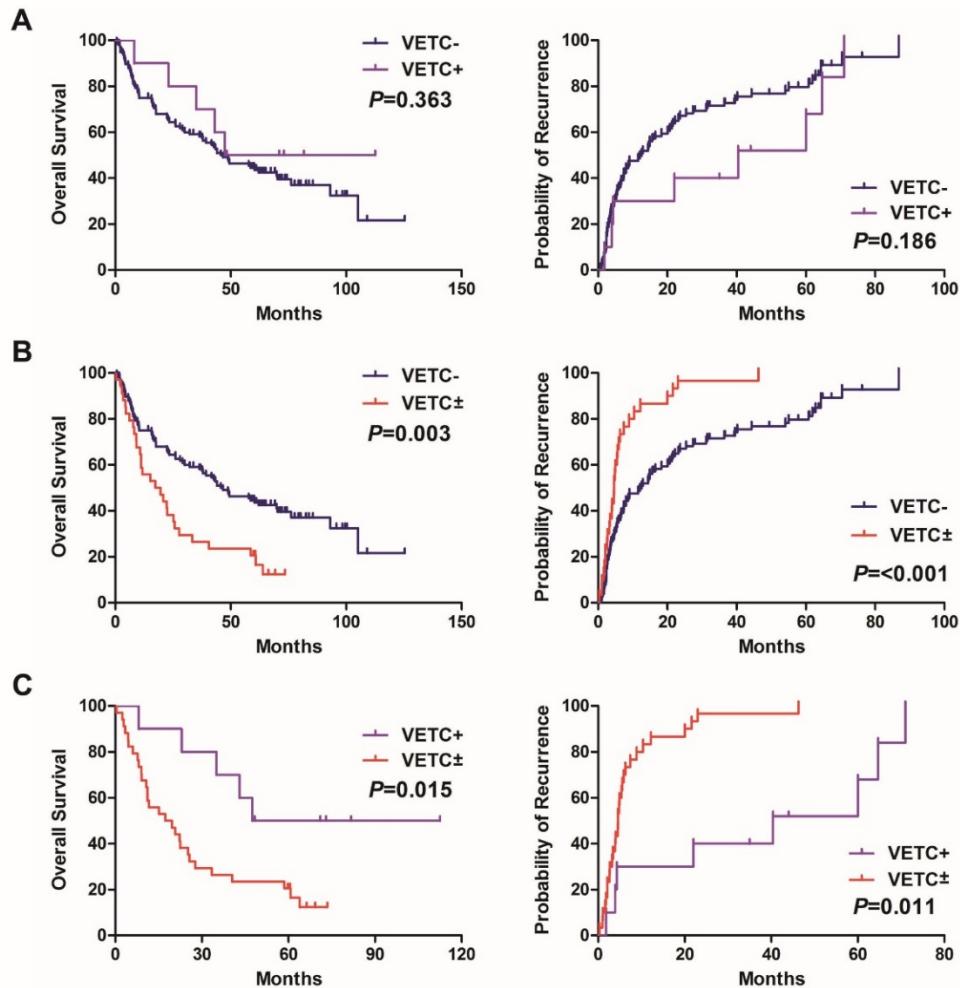 A
Overall Survival
100
80
60
40
20
0
0 50 100 150
Months
VETC-
VETC+
P=0.363
Probability of Recurrence
100
80
60
40
20
0
0 20 40 60 80 100
Months
VETC-
VETC+
P=0.186
B
Overall Survival
100
80
60
40
20
0
0 50 100 150
Months
VETC-
VETC±
P=0.003
Probability of Recurrence
100
80
60
40
20
0
0 20 40 60 80 100
Months
VETC-
VETC±
P=<0.001
C
Overall Survival
100
80
60
40
20
0
0 30 60 90 120
Months
VETC+
VETC±
P=0.015
Probability of Recurrence
100
80
60
40
20
0
0 20 40 60 80
Months
VETC+
VETC±
P=0.011